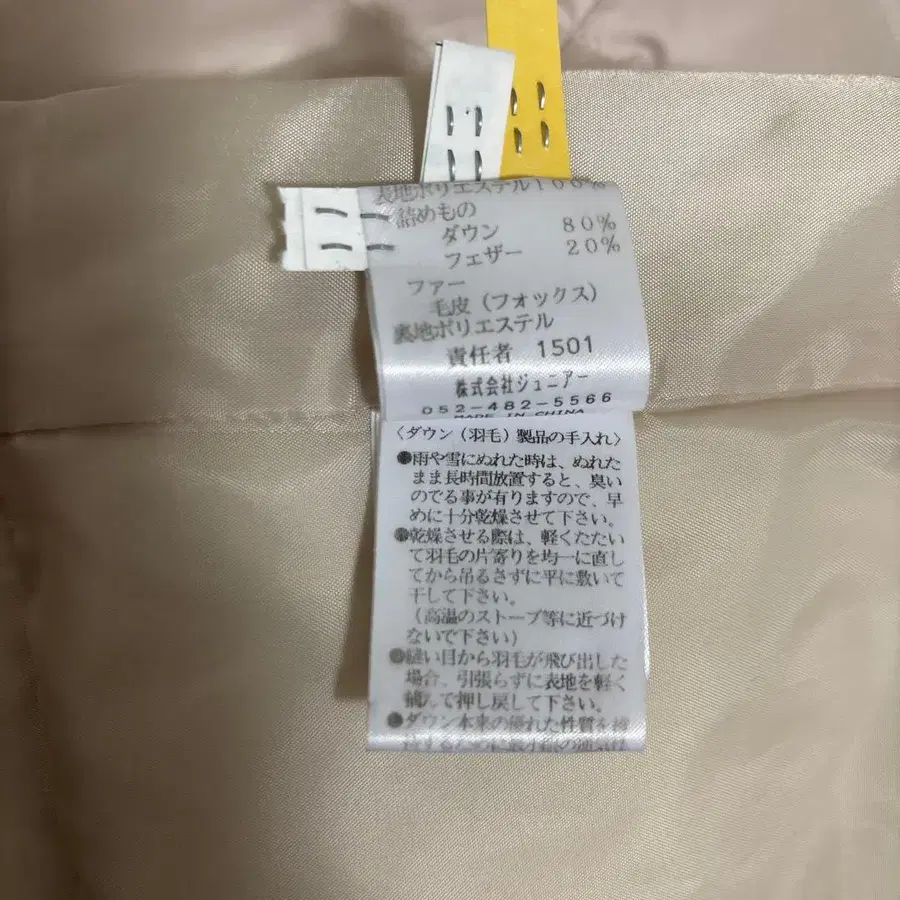 表地ポリエステル100%
詰めもの
ダウン 80%
フェザー 20%
ファー
毛皮(フォックス)
裏地ポリエステル
責任者 1501
株式会社ジュニアー
052-482-5566
MADE IN CHINA
〈ダウン(羽毛)製品の手入れ〉
●雨や雪にぬれた時は、ぬれた
まま長時間放置すると、臭い
のでる事が有りますので、早
めに十分乾燥させて下さい。
●乾燥させる際は、軽くたたい
て羽毛の片寄りを均一に直し
てから吊るさずに平に敷いて
干して下さい。
(高温のストーブ等に近づけ
ないで下さい)
●縫い目から羽毛が飛び出した
場合、引張らずに表地を軽く
掴んで押し戻して下さい。
●ダウン本来の優れた性質を